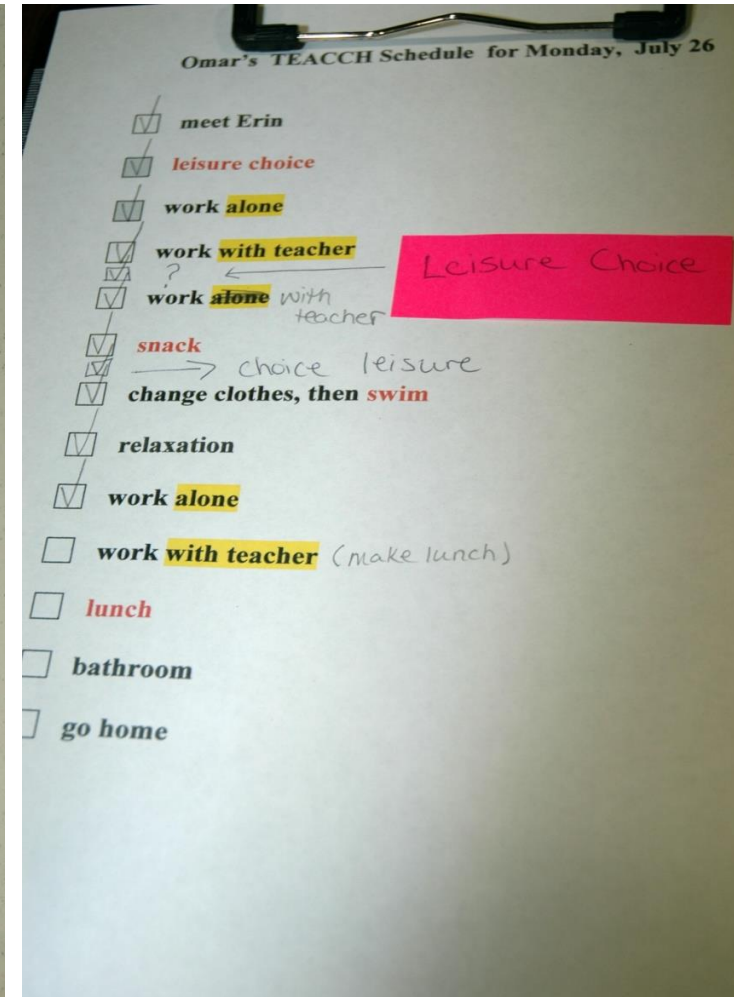 Omar's TEACCH Schedule for Monday, July 26
meet Erin
leisure choice
work alone
work with teacher
? Leisure Choice
work alone with
teacher
snack
choice leisure
change clothes, then swim
relaxation
work alone
work with teacher (make lunch)
lunch
bathroom
go home